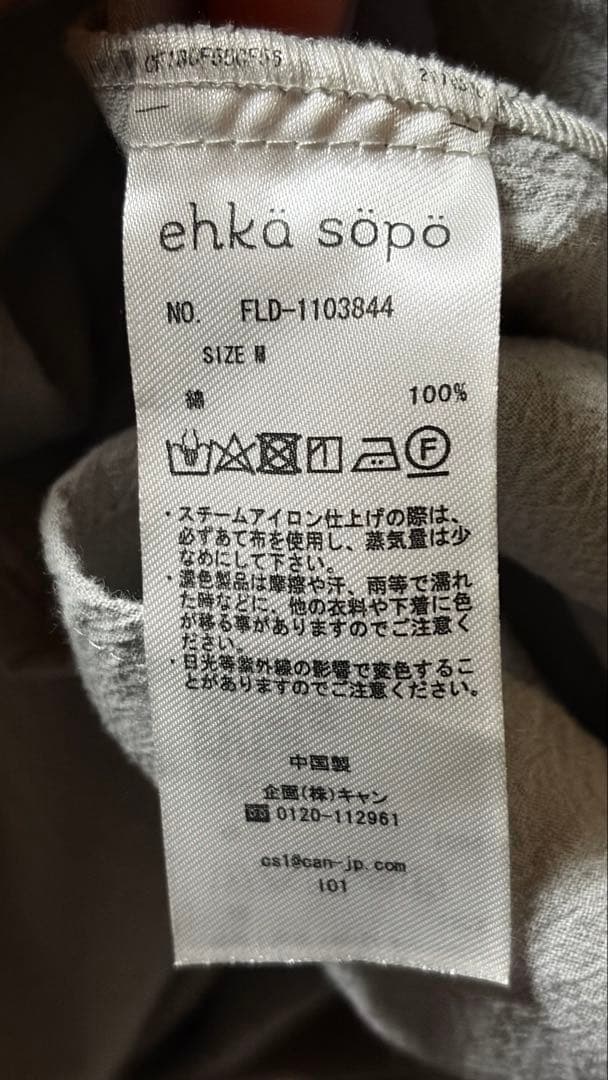 ehkä söpö
NO. FLD-1103844
SIZE M
綿 100%
F
・スチームアイロン仕上げの際は、
必ずあて布を使用し、蒸気量は少
なめにして下さい。
・濃色製品は摩擦や汗、雨等で濡れ
た時などに、他の衣料や下着に色
が移る事がありますのでご注意く
ださい。
・日光等紫外線の影響で変色するこ
とがありますのでご注意ください。
中国製
企画(株)キャン
0120-112961
cs1@can-jp.com
I01